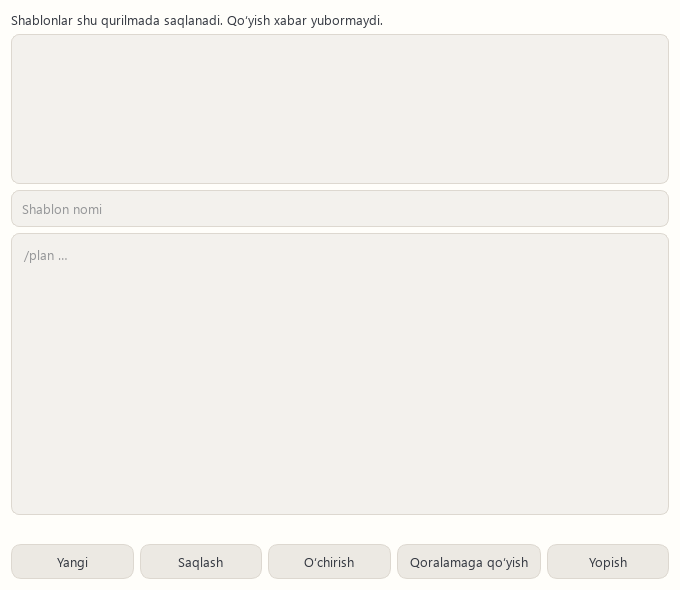 Shablonlar shu qurilmada saqlanadi. Qo‘yish xabar yubormaydi.
Shablon nomi
/plan ...
Yangi
Saqlash
O‘chirish
Qoralamaga qo‘yish
Yopish